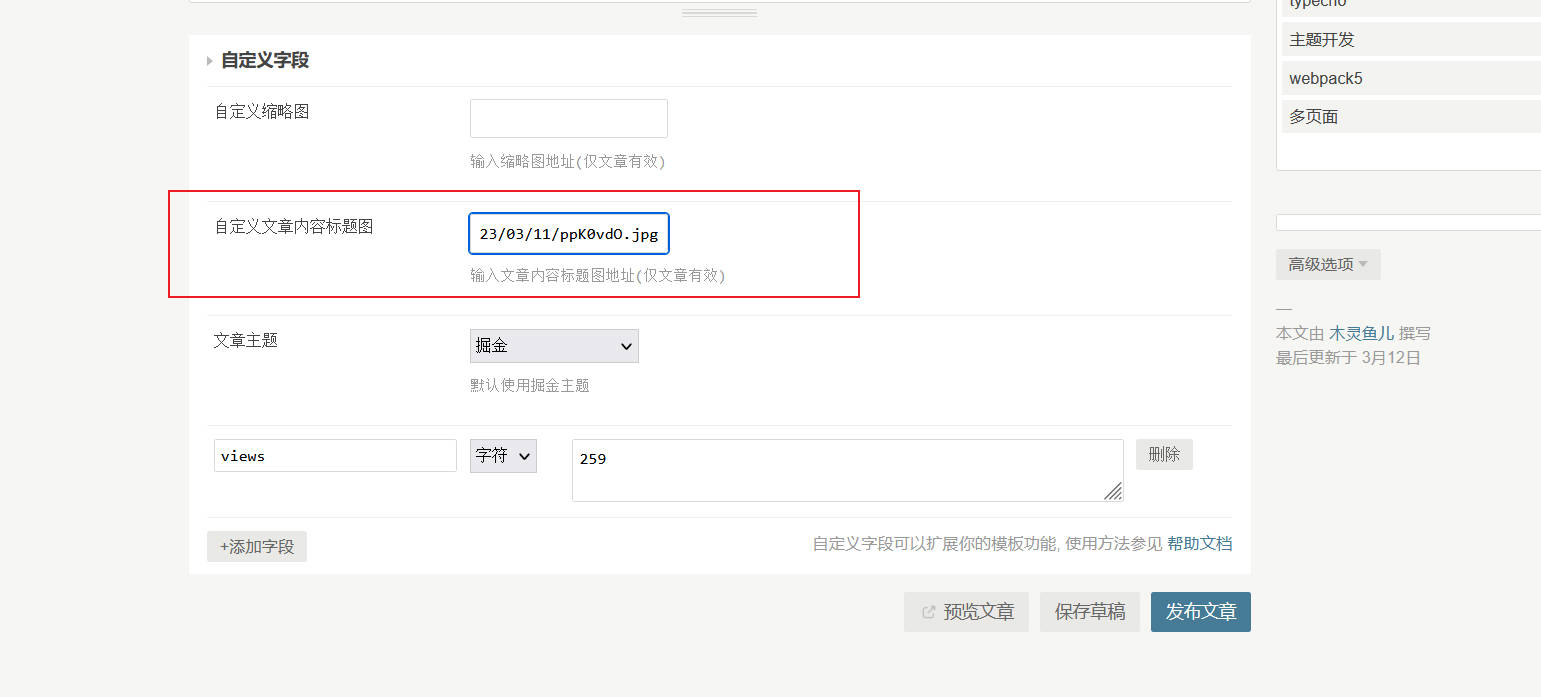 typecho
主题开发
webpack5
多页面
自定义字段
自定义缩略图
输入缩略图地址(仅文章有效)
自定义文章内容标题图
23/03/11/ppK0vdO.jpg
输入文章内容标题图地址(仅文章有效)
高级选项
—
本文由 木灵鱼儿 撰写
最后更新于 3月12日
文章主题
掘金
默认使用掘金主题
views
字符
259
删除
+添加字段
自定义字段可以扩展你的模板功能, 使用方法参见 帮助文档
预览文章
保存草稿
发布文章